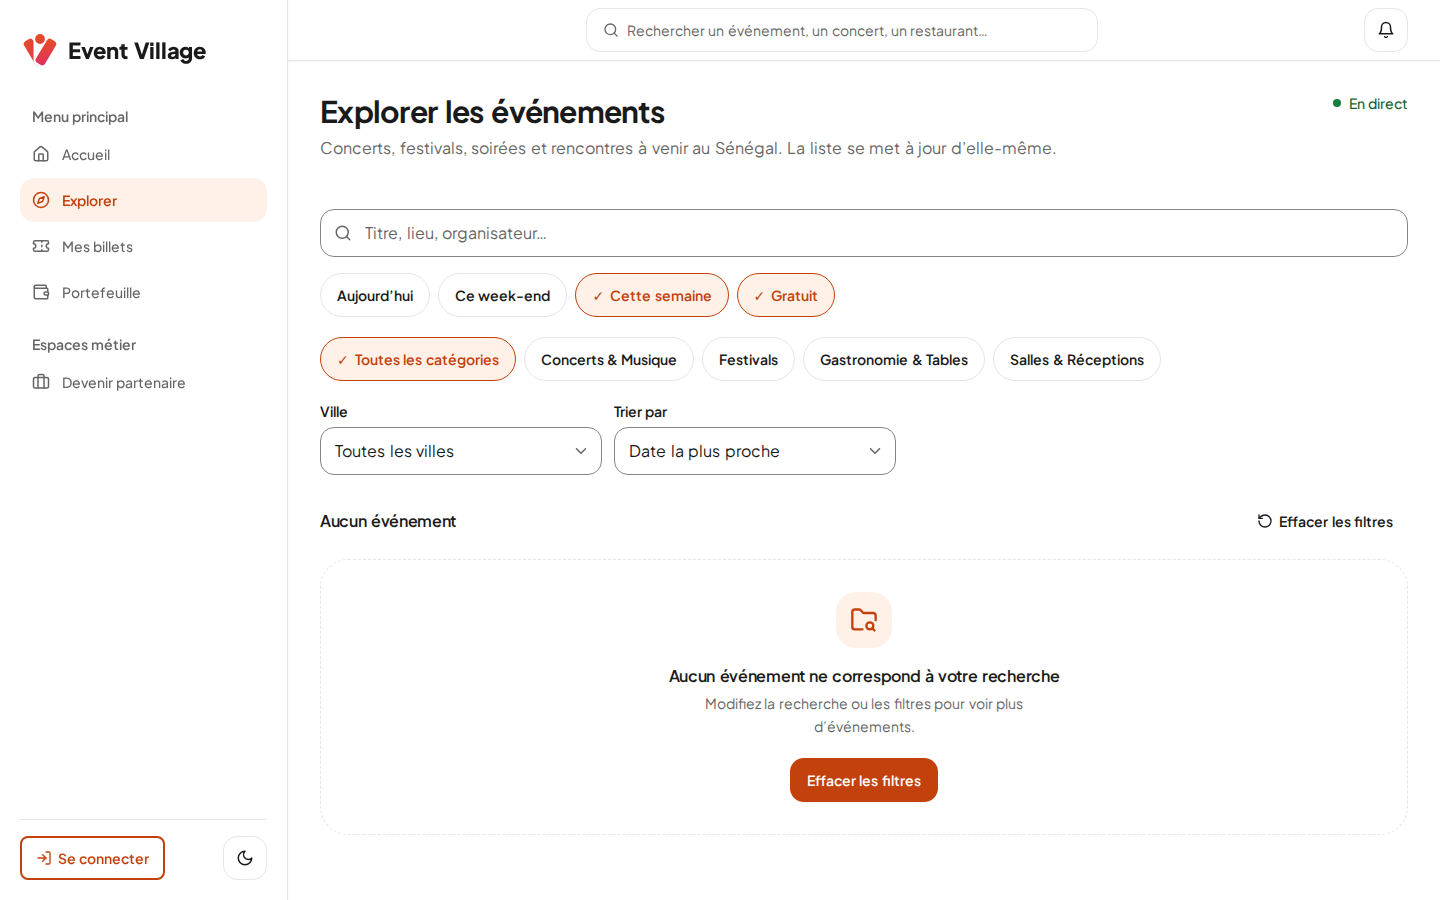 Event Village
Rechercher un événement, un concert, un restaurant...
Menu principal
Accueil
Explorer
Mes billets
Portefeuille
Espaces métier
Devenir partenaire
Se connecter
Explorer les événements
En direct
Concerts, festivals, soirées et rencontres à venir au Sénégal. La liste se met à jour d’elle-même.
Titre, lieu, organisateur...
Aujourd’hui
Ce week-end
✓ Cette semaine
✓ Gratuit
✓ Toutes les catégories
Concerts & Musique
Festivals
Gastronomie & Tables
Salles & Réceptions
Ville
Trier par
Toutes les villes
Date la plus proche
Aucun événement
Effacer les filtres
Aucun événement ne correspond à votre recherche
Modifiez la recherche ou les filtres pour voir plus
d’événements.
Effacer les filtres